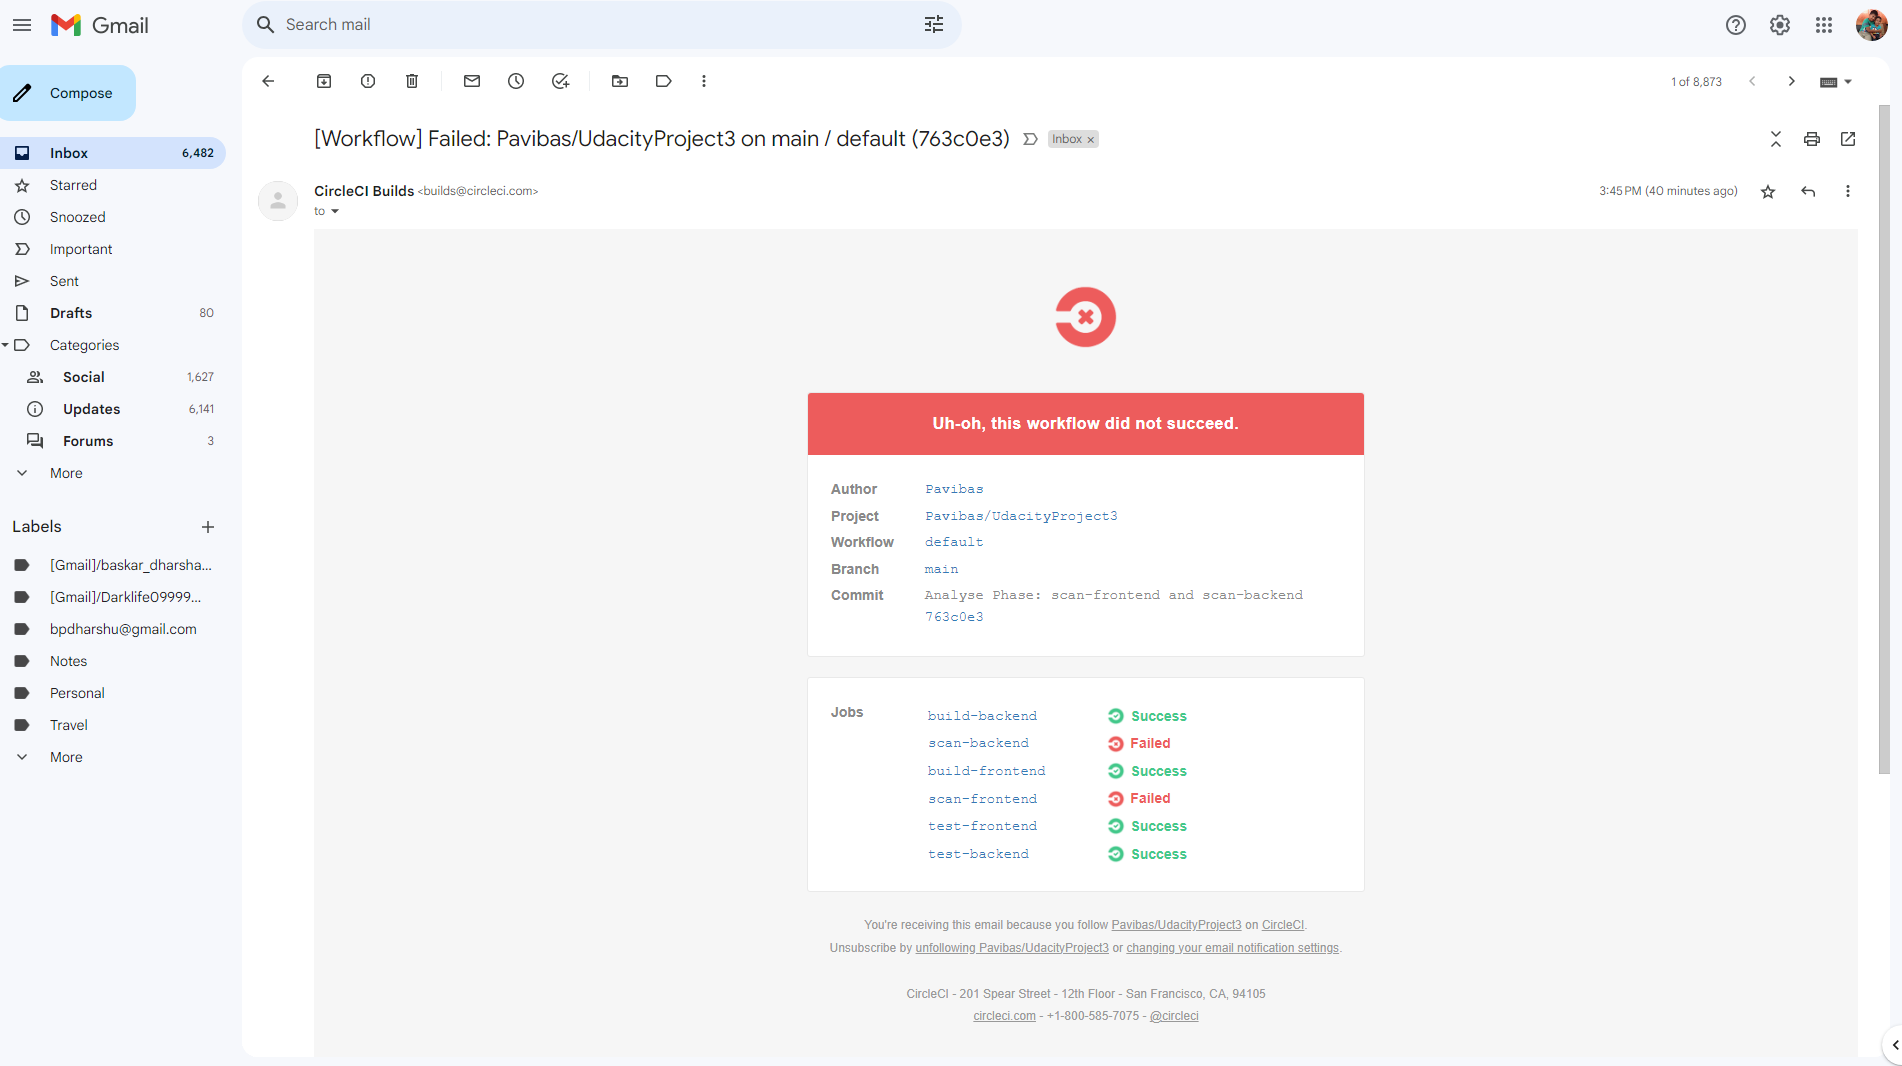 Gmail
Search mail
Compose
1 of 8,873
Inbox 6,482
Starred
Snoozed
Important
Sent
Drafts 80
Categories
Social 1,627
Updates 6,141
Forums 3
More
Labels
[Gmail]/baskar_dharsha...
[Gmail]/Darklife09999...
bpdharshu@gmail.com
Notes
Personal
Travel
More
[Workflow] Failed: Pavibas/UdacityProject3 on main / default (763c0e3) Inbox x
CircleCI Builds <builds@circleci.com> 3:45 PM (40 minutes ago)
to
Uh-oh, this workflow did not succeed.
Author Pavibas
Project Pavibas/UdacityProject3
Workflow default
Branch main
Commit Analyse Phase: scan-frontend and scan-backend
763c0e3
Jobs build-backend Success
scan-backend Failed
build-frontend Success
scan-frontend Failed
test-frontend Success
test-backend Success
You're receiving this email because you follow Pavibas/UdacityProject3 on CircleCI.
Unsubscribe by unfollowing Pavibas/UdacityProject3 or changing your email notification settings.
CircleCI - 201 Spear Street - 12th Floor - San Francisco, CA, 94105
circleci.com - +1-800-585-7075 - @circleci